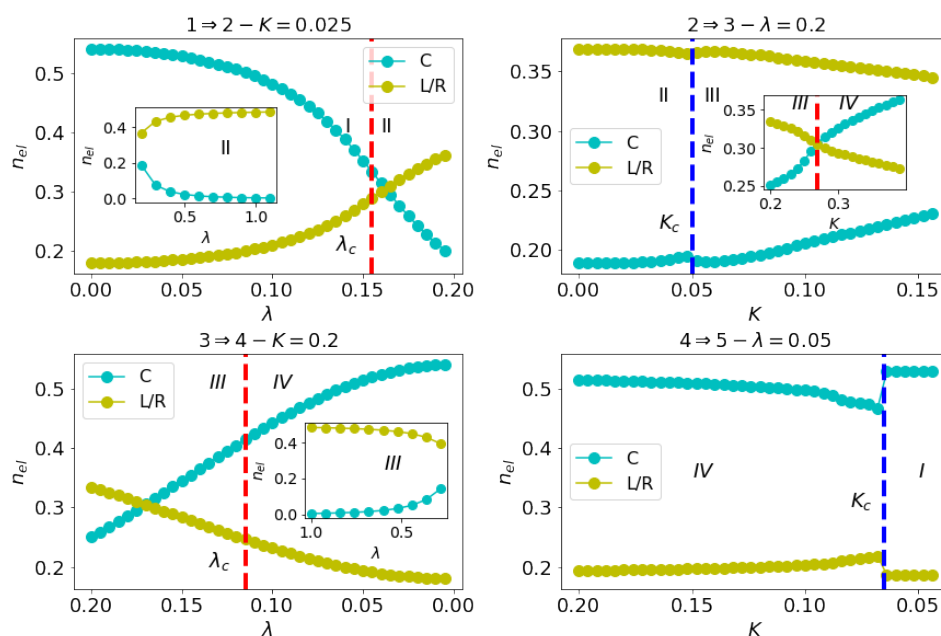 1 ⇒ 2 − K = 0.025
n_el
0.5
0.4
0.3
0.2
C
L/R
I
II
λ_c
n_el
0.4
0.2
0.0
II
0.5
1.0
λ
0.00
0.05
0.10
0.15
0.20
λ
2 ⇒ 3 − λ = 0.2
n_el
0.35
0.30
0.25
0.20
II
III
C
L/R
K_c
n_el
0.35
0.30
0.25
III
IV
0.2
0.3
K
0.00
0.05
0.10
0.15
K
3 ⇒ 4 − K = 0.2
n_el
0.5
0.4
0.3
0.2
C
L/R
III
IV
λ_c
n_el
0.4
0.2
0.0
III
1.0
0.5
λ
0.20
0.15
0.10
0.05
0.00
λ
4 ⇒ 5 − λ = 0.05
n_el
0.5
0.4
0.3
0.2
C
L/R
IV
I
K_c
0.20
0.15
0.10
0.05
K